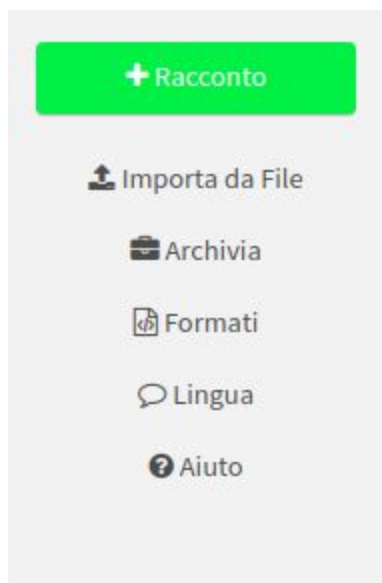 Racconto
Importa da File
Archivia
Formati
Lingua
Aiuto